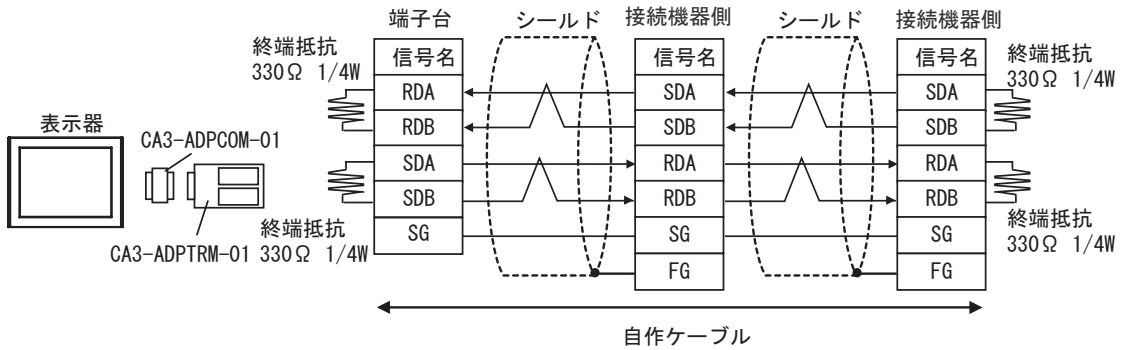 端子台
シールド
接続機器側
シールド
接続機器側
終端抵抗
330Ω 1/4W
信号名
信号名
信号名
終端抵抗
330Ω 1/4W
RDA
SDA
SDA
RDB
SDB
SDB
表示器
CA3-ADPCOM-01
SDA
RDA
RDA
SDB
RDB
RDB
終端抵抗
330Ω 1/4W
CA3-ADPTRM-01
SG
SG
SG
終端抵抗
330Ω 1/4W
FG
FG
自作ケーブル